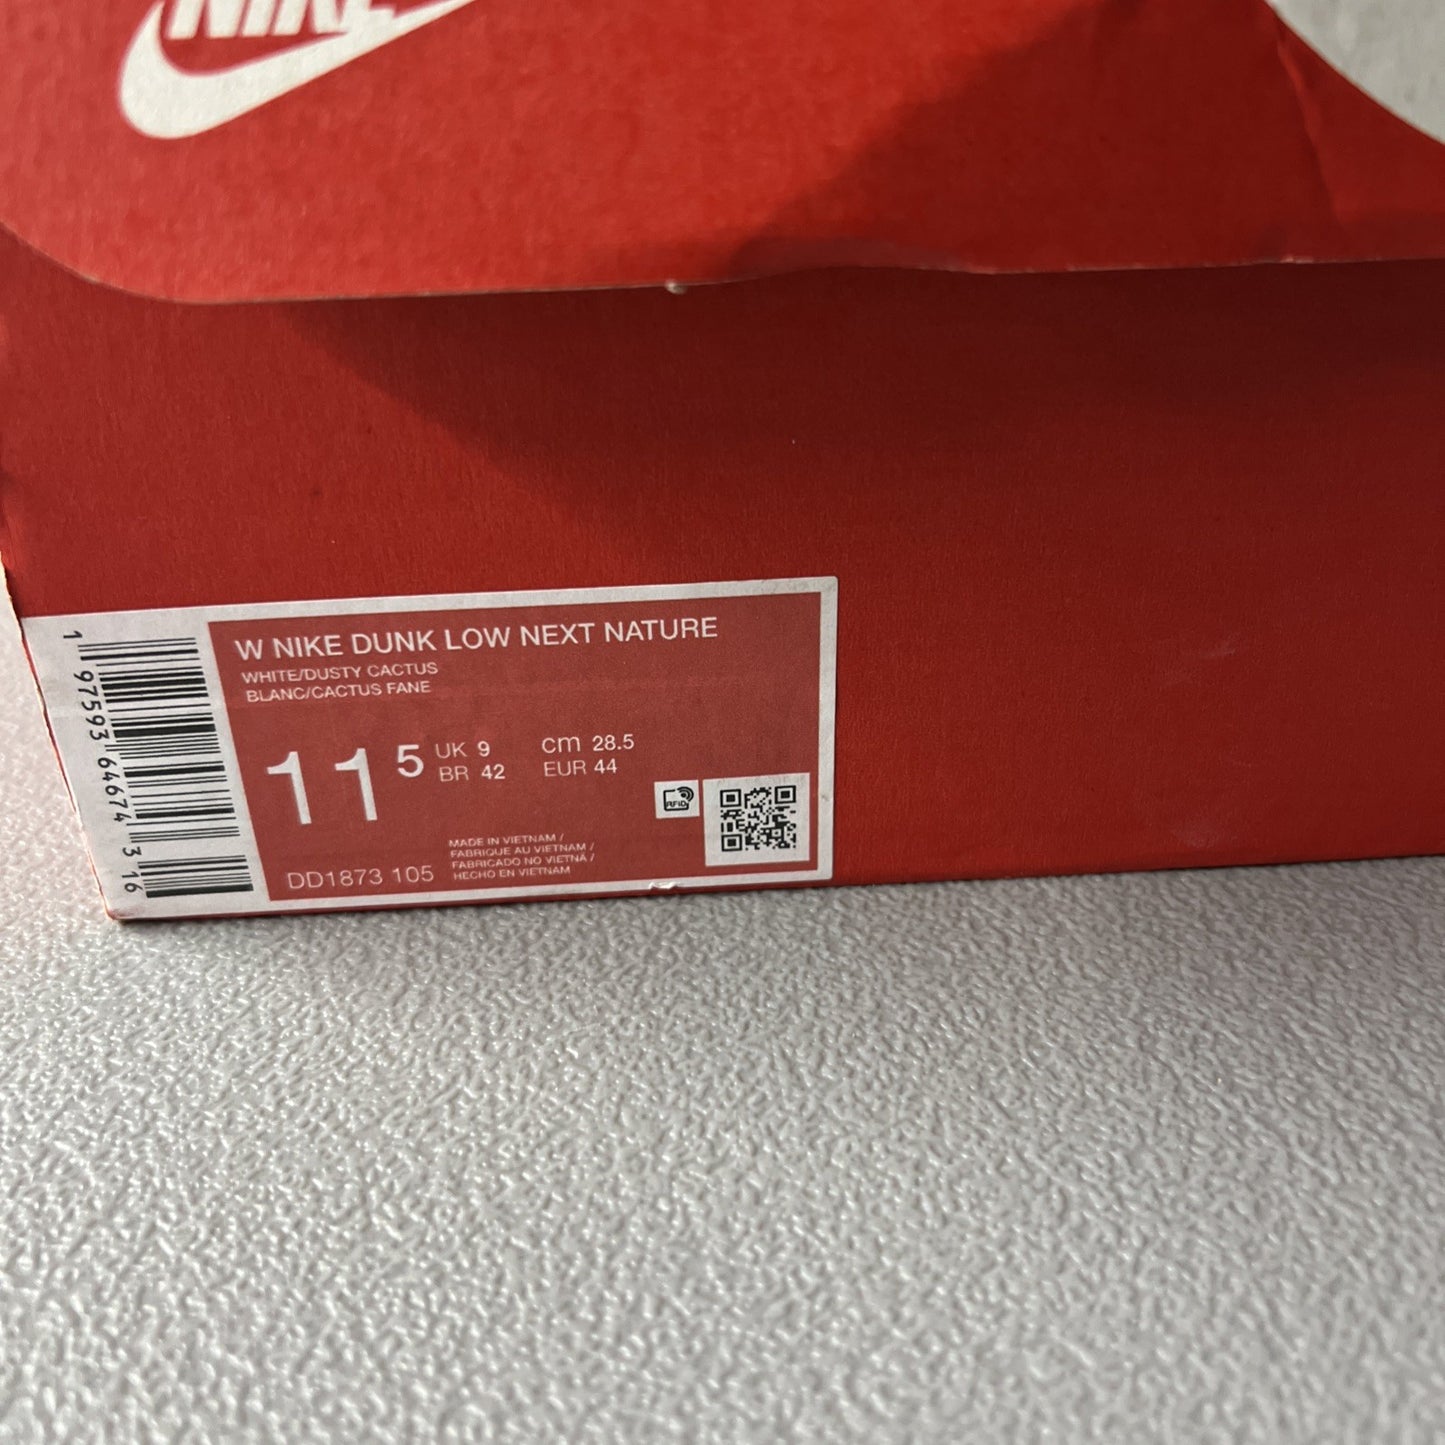 NIKE
W NIKE DUNK LOW NEXT NATURE
WHITE/DUSTY CACTUS
BLANC/CACTUS FANE
11 5
UK 9
BR 42
cm 28.5
EUR 44
RFID
MADE IN VIETNAM /
FABRIQUE AU VIETNAM /
FABRICADO NO VIETNÃ /
HECHO EN VIETNAM
DD1873 105
1 97593 64674 3 16